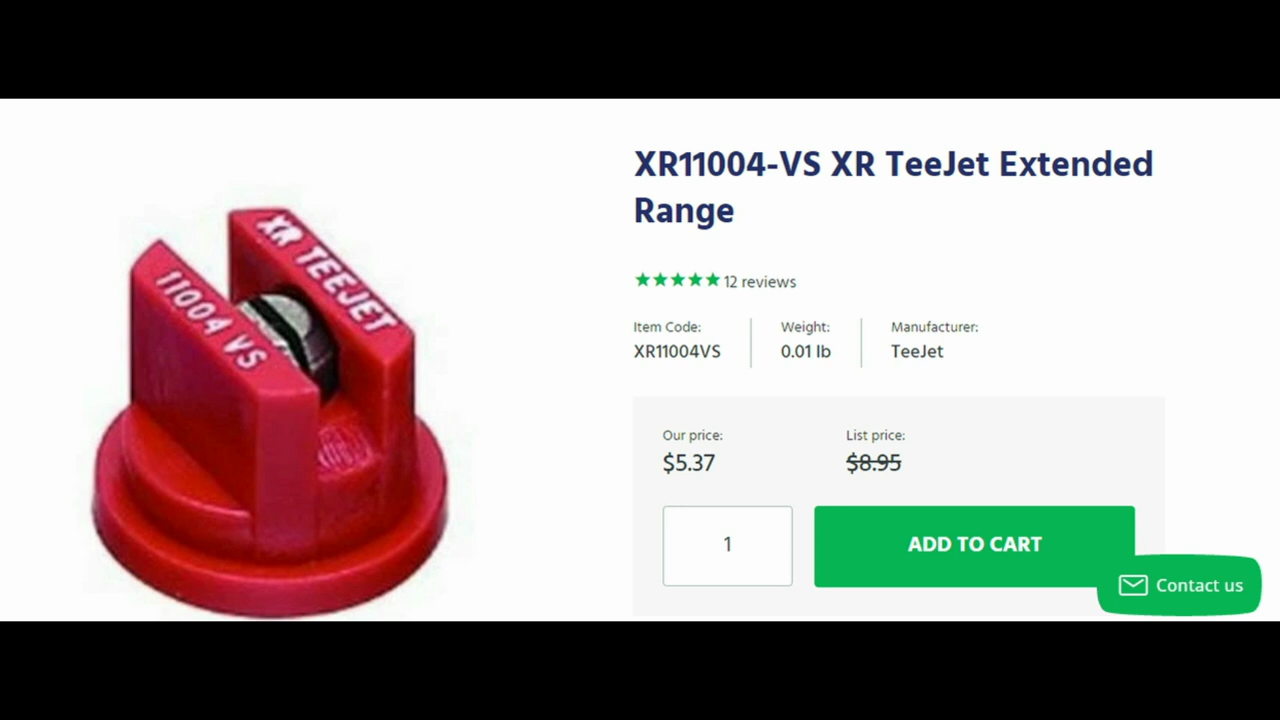 XR TEEJET
11004 VS
XR11004-VS XR TeeJet Extended
Range
12 reviews
Item Code:
Weight:
Manufacturer:
XR11004VS
0.01 lb
TeeJet
Our price:
List price:
$5.37
$8.95
1
ADD TO CART
Contact us